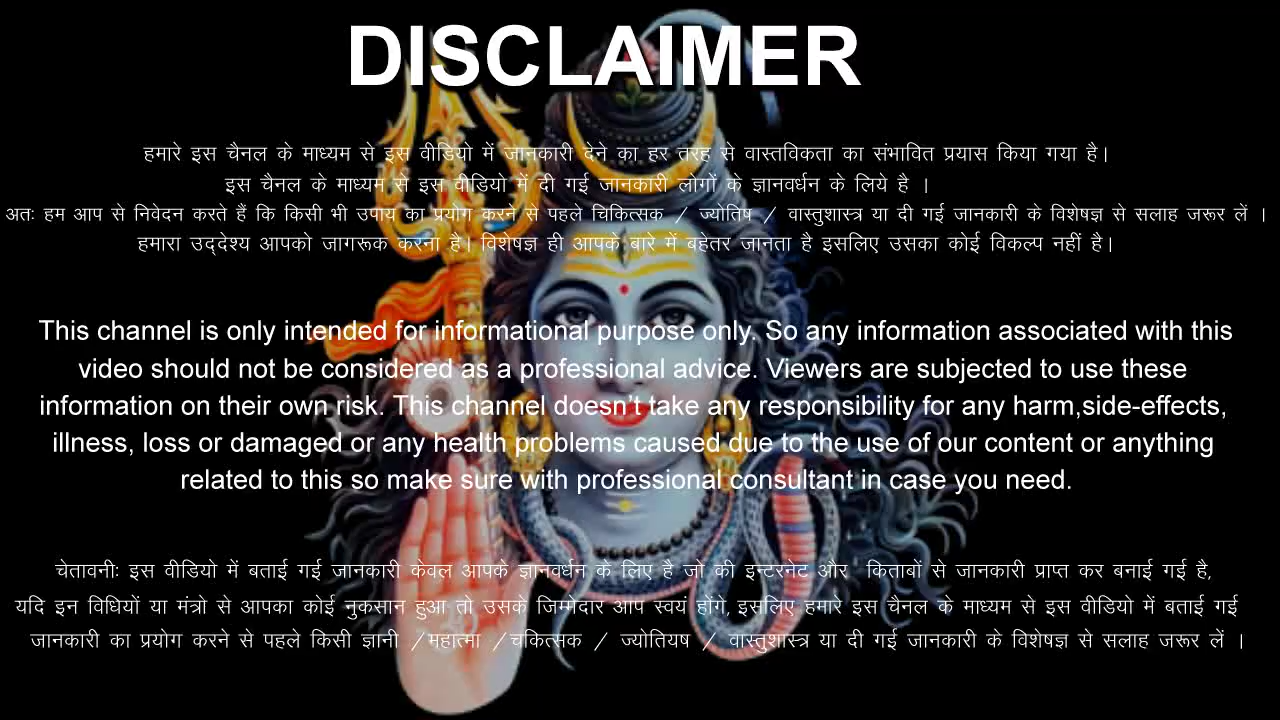 DISCLAIMER
हमारे इस चैनल के माध्यम से इस वीडियो में जानकारी देने का हर तरह से वास्तविकता का संभावित प्रयास किया गया है।
इस चैनल के माध्यम से इस वीडियो में दी गई जानकारी लोगों के ज्ञानवर्धन के लिये है ।
अतः हम आप से निवेदन करते हैं कि किसी भी उपाय का प्रयोग करने से पहले चिकित्सक / ज्योतिष / वास्तुशास्त्र या दी गई जानकारी के विशेषज्ञ से सलाह जरूर लें ।
हमारा उद्देश्य आपको जागरूक करना है। विशेषज्ञ ही आपके बारे में बहेतर जानता है इसलिए उसका कोई विकल्प नहीं है।
This channel is only intended for informational purpose only. So any information associated with this
video should not be considered as a professional advice. Viewers are subjected to use these
information on their own risk. This channel doesn't take any responsibility for any harm,side-effects,
illness, loss or damaged or any health problems caused due to the use of our content or anything
related to this so make sure with professional consultant in case you need.
चेतावनीः इस वीडियो में बताई गई जानकारी केवल आपके ज्ञानवर्धन के लिए है जो की इन्टरनेट और किताबों से जानकारी प्राप्त कर बनाई गई है,
यदि इन विधियों या मंत्रो से आपका कोई नुकसान हुआ तो उसके जिम्मेदार आप स्वयं होंगे, इसलिए हमारे इस चैनल के माध्यम से इस वीडियो में बताई गई
जानकारी का प्रयोग करने से पहले किसी ज्ञानी /महात्मा /चकित्सक / ज्योतियष / वास्तुशास्त्र या दी गई जानकारी के विशेषज्ञ से सलाह जरूर लें ।